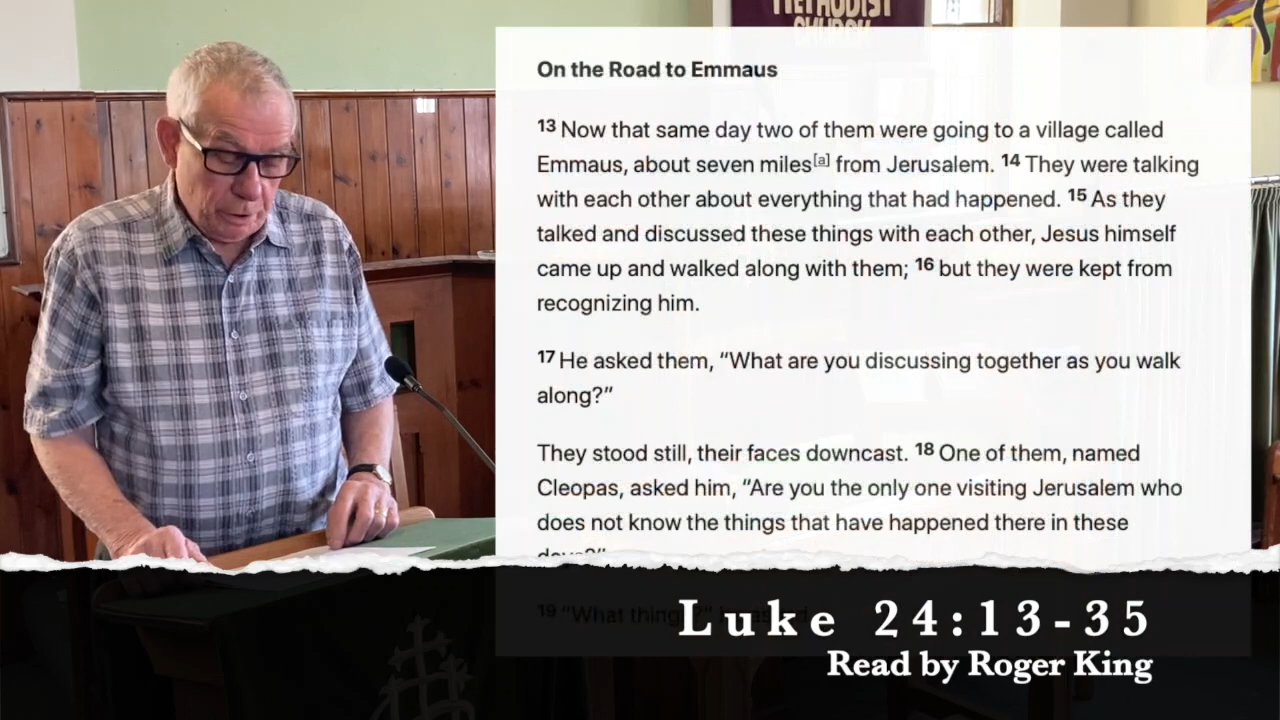 METHODIST
CHURCH
On the Road to Emmaus
13 Now that same day two of them were going to a village called
Emmaus, about seven miles[a] from Jerusalem. 14 They were talking
with each other about everything that had happened. 15 As they
talked and discussed these things with each other, Jesus himself
came up and walked along with them; 16 but they were kept from
recognizing him.
17 He asked them, “What are you discussing together as you walk
along?”
They stood still, their faces downcast. 18 One of them, named
Cleopas, asked him, “Are you the only one visiting Jerusalem who
does not know the things that have happened there in these
days?”
19 “What things?”
Luke 24:13-35
Read by Roger King